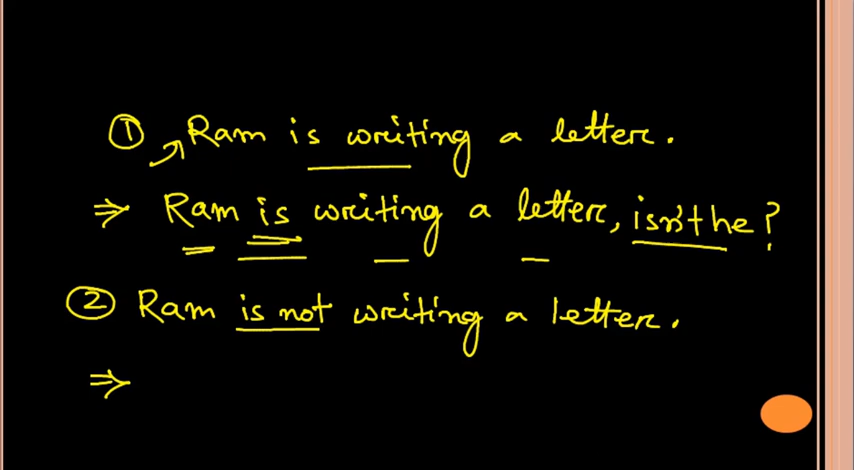 ① Ram is writing a letter.
⇒ Ram is writing a letter, isn't he?
② Ram is not writing a letter.
⇒